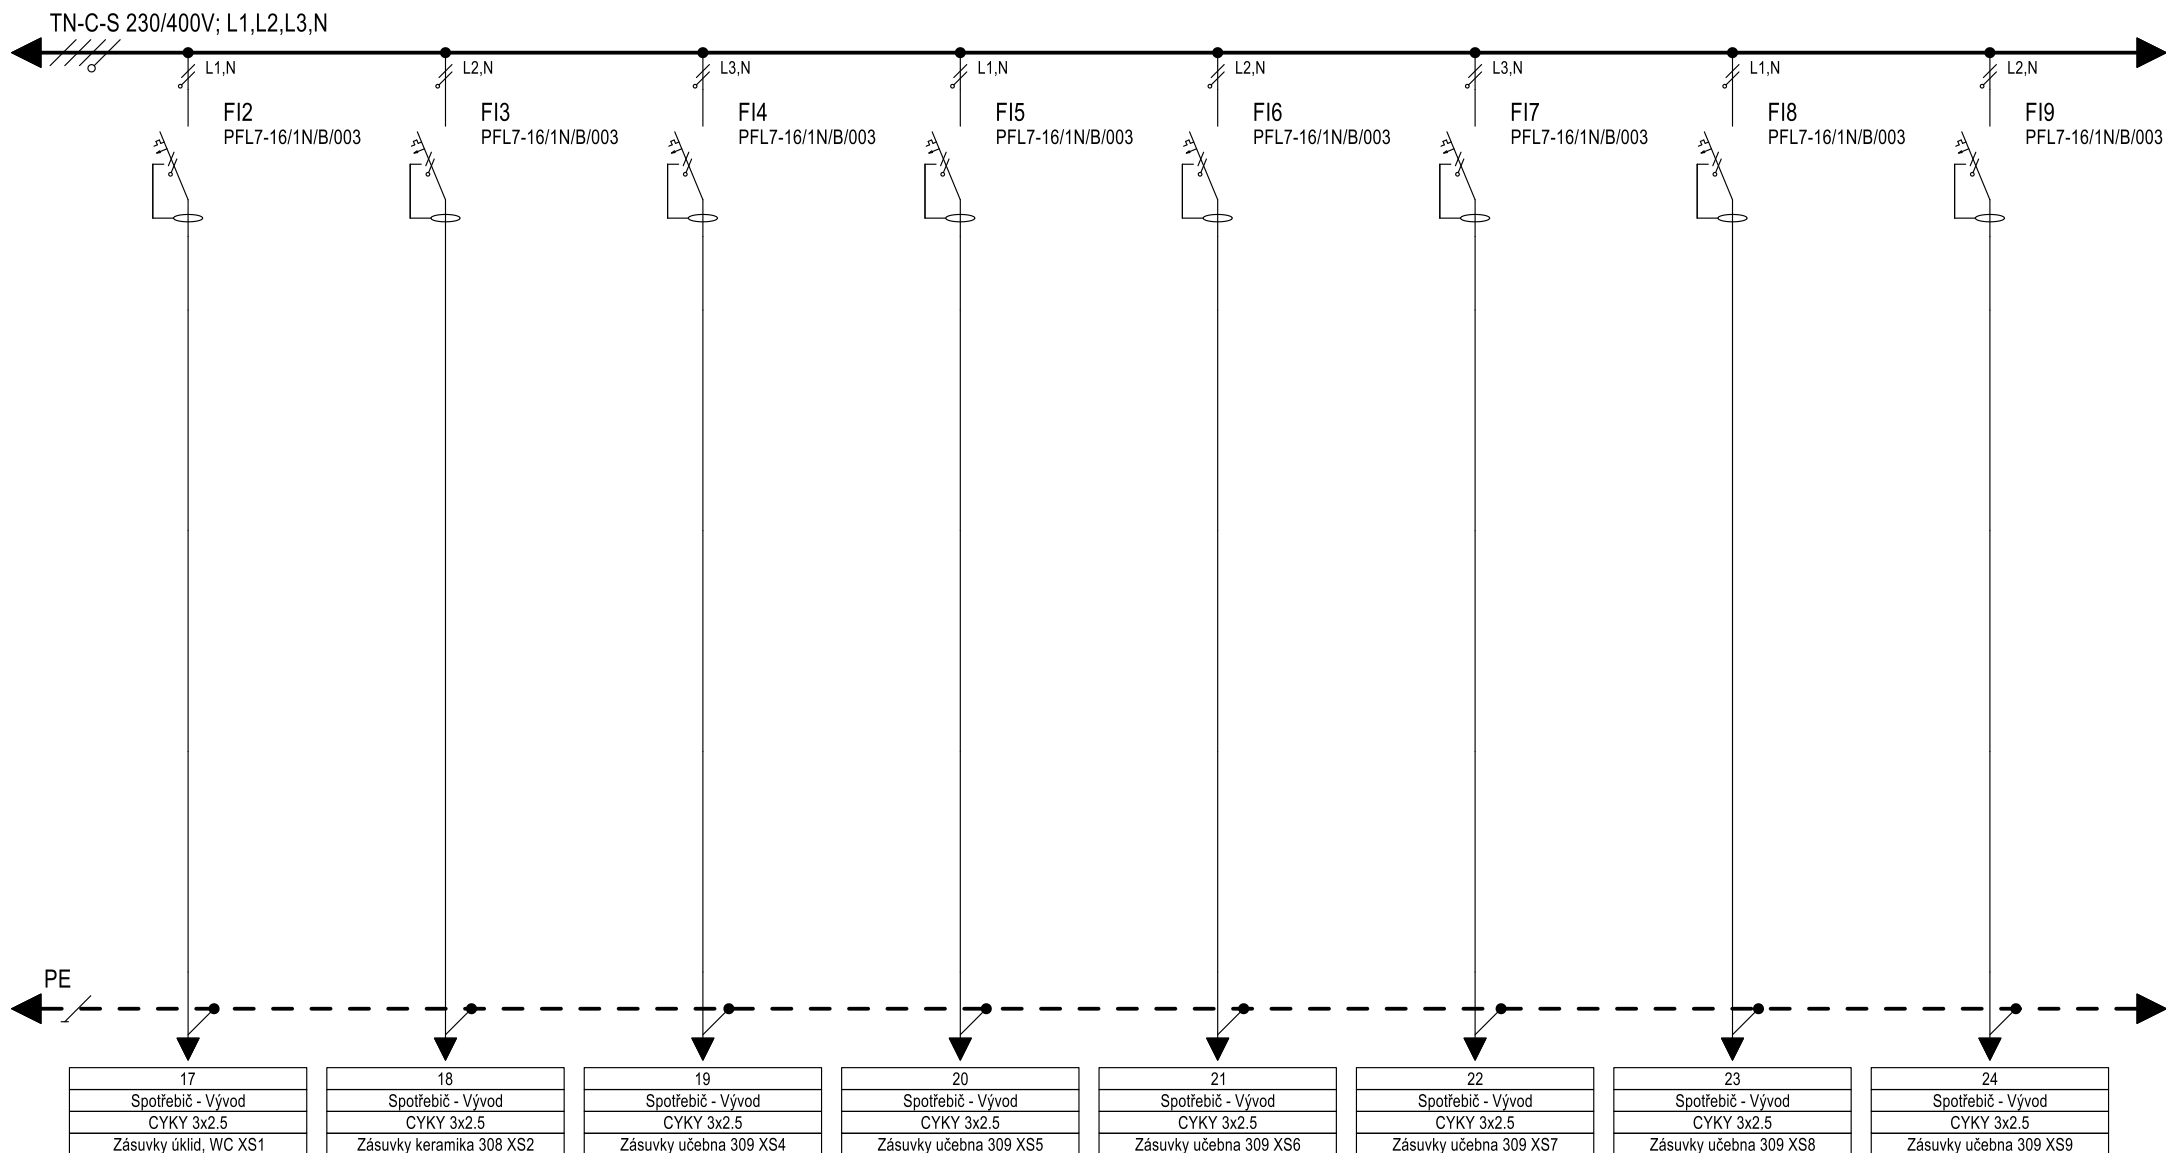 TN-C-S 230/400V; L1,L2,L3,N
L1,N
L2,N
L3,N
L1,N
L2,N
L3,N
L1,N
L2,N
FI2
PFL7-16/1N/B/003
FI3
PFL7-16/1N/B/003
FI4
PFL7-16/1N/B/003
FI5
PFL7-16/1N/B/003
FI6
PFL7-16/1N/B/003
FI7
PFL7-16/1N/B/003
FI8
PFL7-16/1N/B/003
FI9
PFL7-16/1N/B/003
PE
17
Spotřebič - Vývod
CYKY 3x2.5
Zásuvky úklid, WC XS1
18
Spotřebič - Vývod
CYKY 3x2.5
Zásuvky keramika 308 XS2
19
Spotřebič - Vývod
CYKY 3x2.5
Zásuvky učebna 309 XS4
20
Spotřebič - Vývod
CYKY 3x2.5
Zásuvky učebna 309 XS5
21
Spotřebič - Vývod
CYKY 3x2.5
Zásuvky učebna 309 XS6
22
Spotřebič - Vývod
CYKY 3x2.5
Zásuvky učebna 309 XS7
23
Spotřebič - Vývod
CYKY 3x2.5
Zásuvky učebna 309 XS8
24
Spotřebič - Vývod
CYKY 3x2.5
Zásuvky učebna 309 XS9